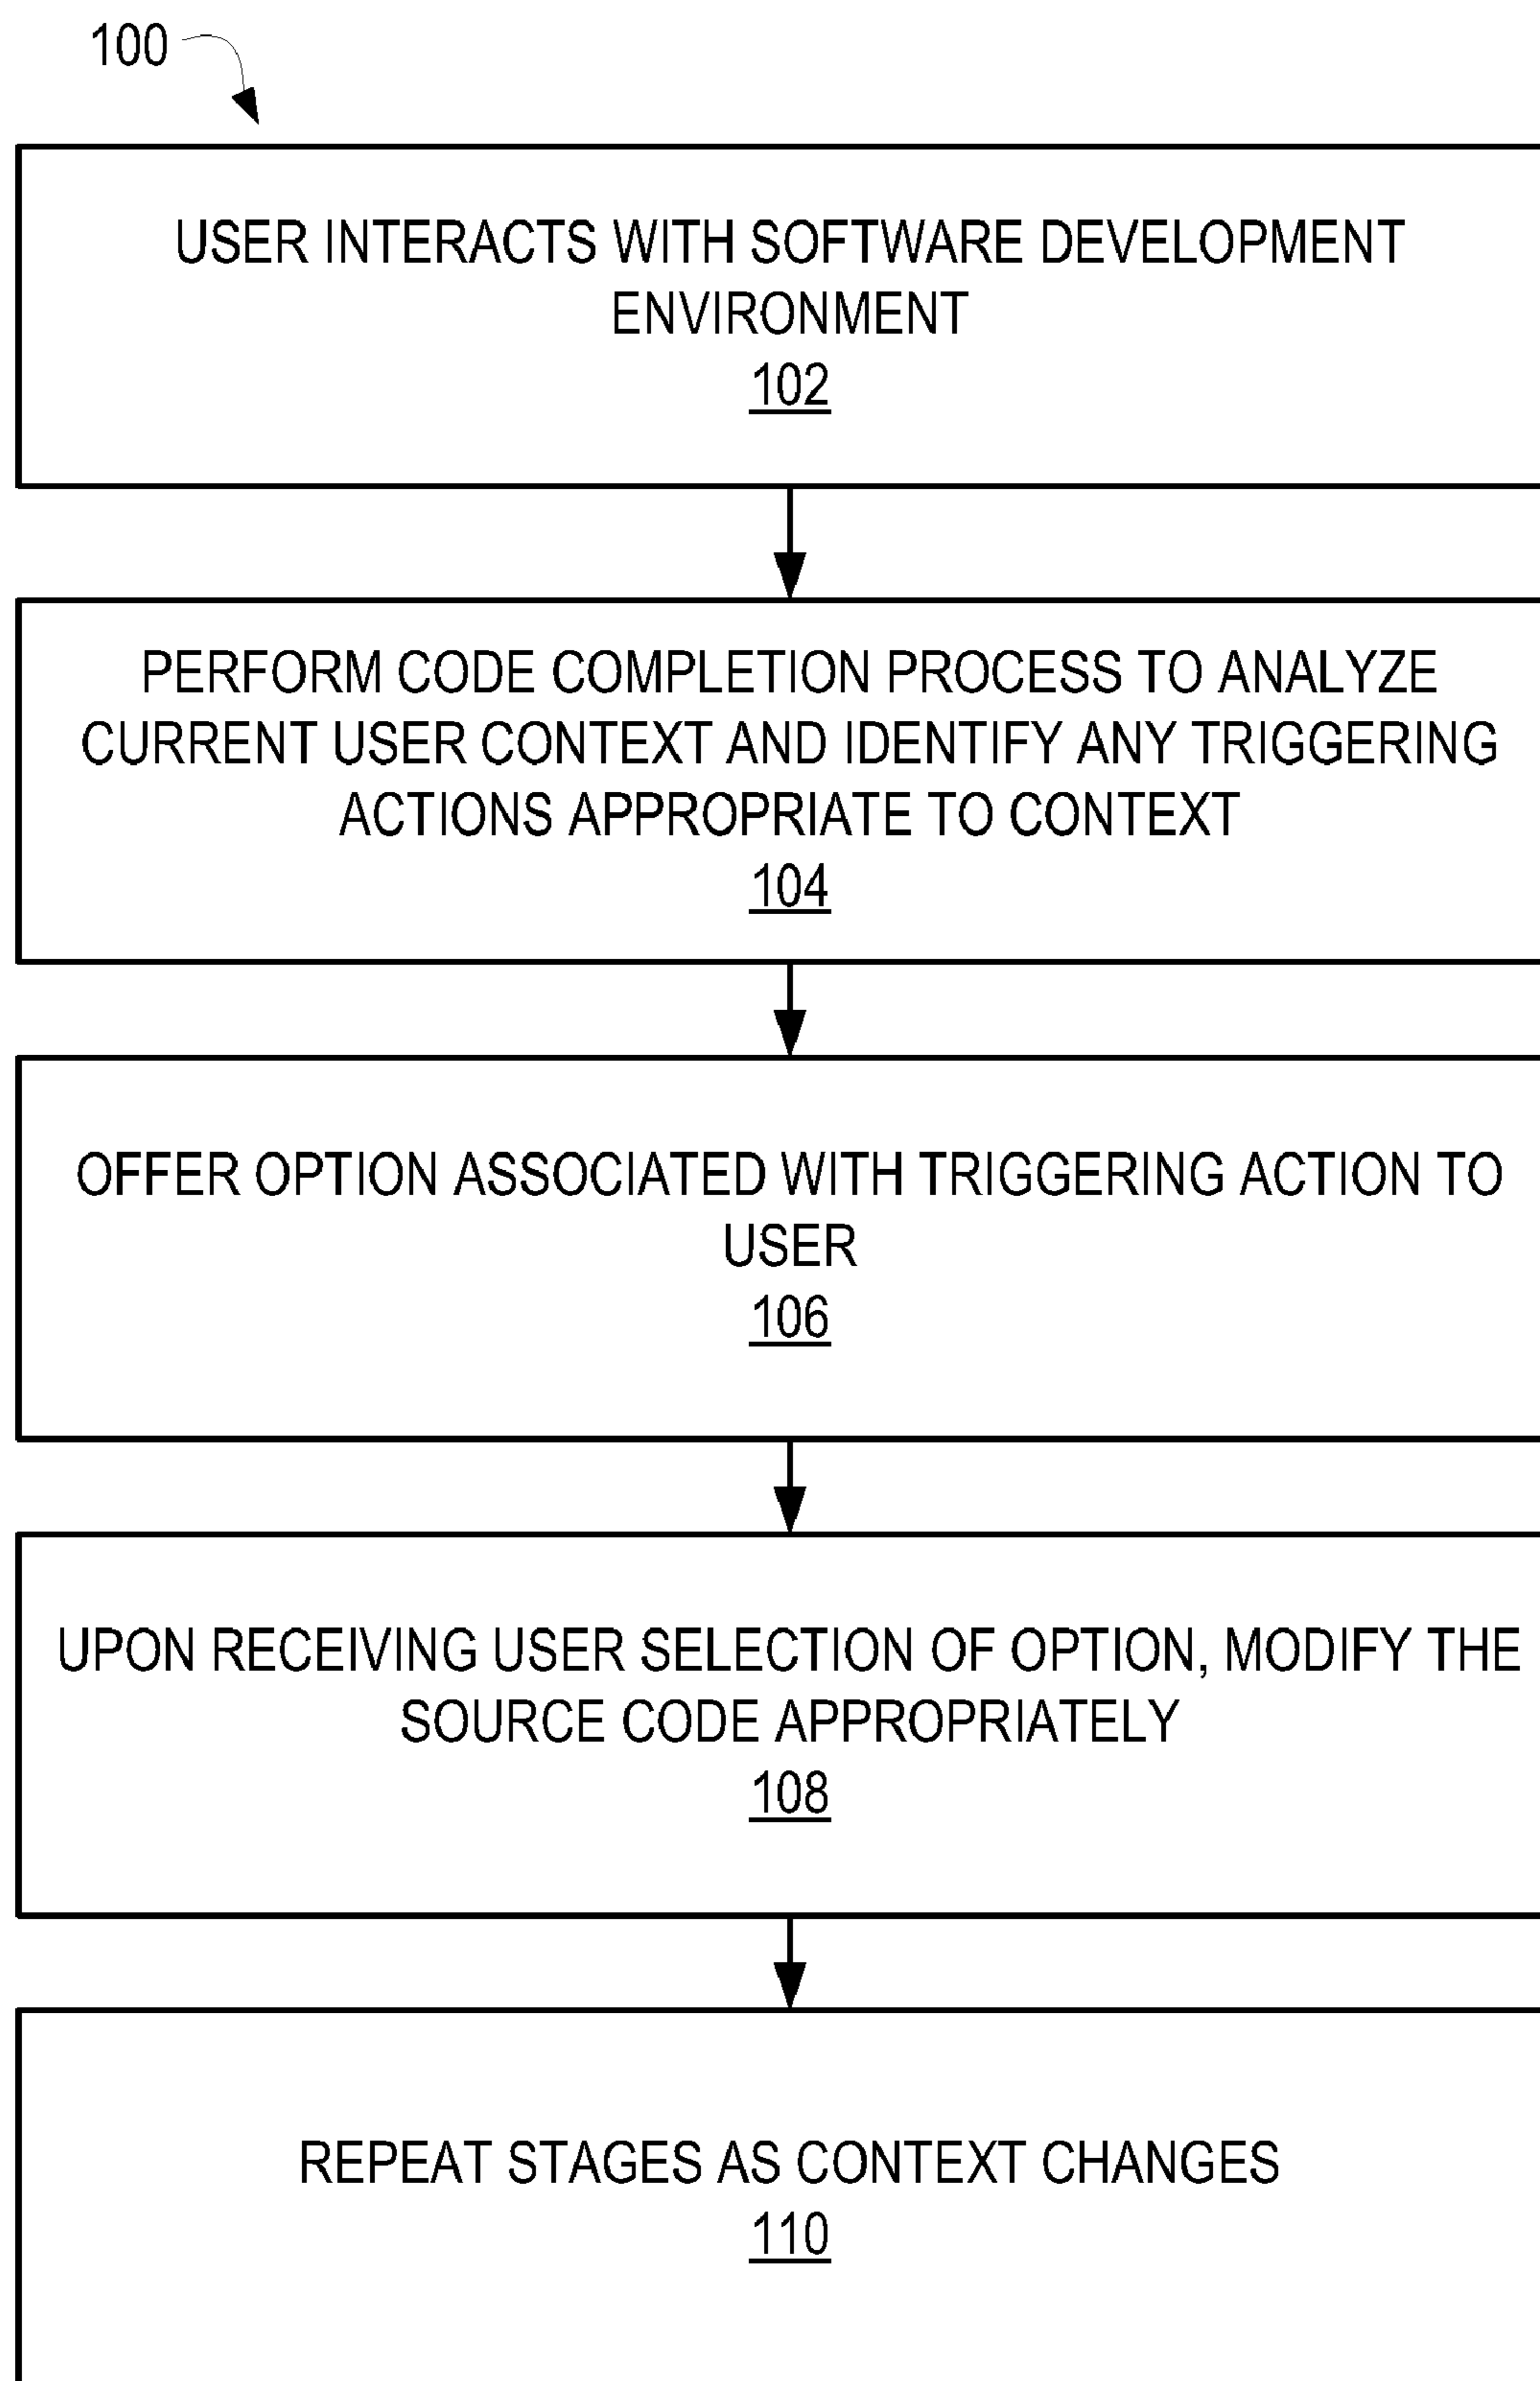 100
USER INTERACTS WITH SOFTWARE DEVELOPMENT
ENVIRONMENT
102
PERFORM CODE COMPLETION PROCESS TO ANALYZE
CURRENT USER CONTEXT AND IDENTIFY ANY TRIGGERING
ACTIONS APPROPRIATE TO CONTEXT
104
OFFER OPTION ASSOCIATED WITH TRIGGERING ACTION TO
USER
106
UPON RECEIVING USER SELECTION OF OPTION, MODIFY THE
SOURCE CODE APPROPRIATELY
108
REPEAT STAGES AS CONTEXT CHANGES
110